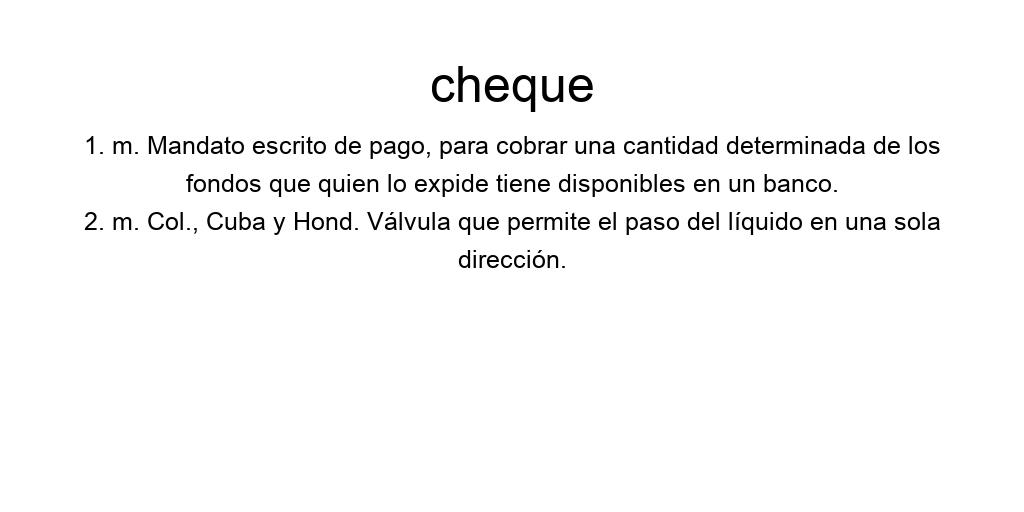 cheque
1. m. Mandato escrito de pago, para cobrar una cantidad determinada de los
fondos que quien lo expide tiene disponibles en un banco.
2. m. Col., Cuba y Hond. Válvula que permite el paso del líquido en una sola
dirección.